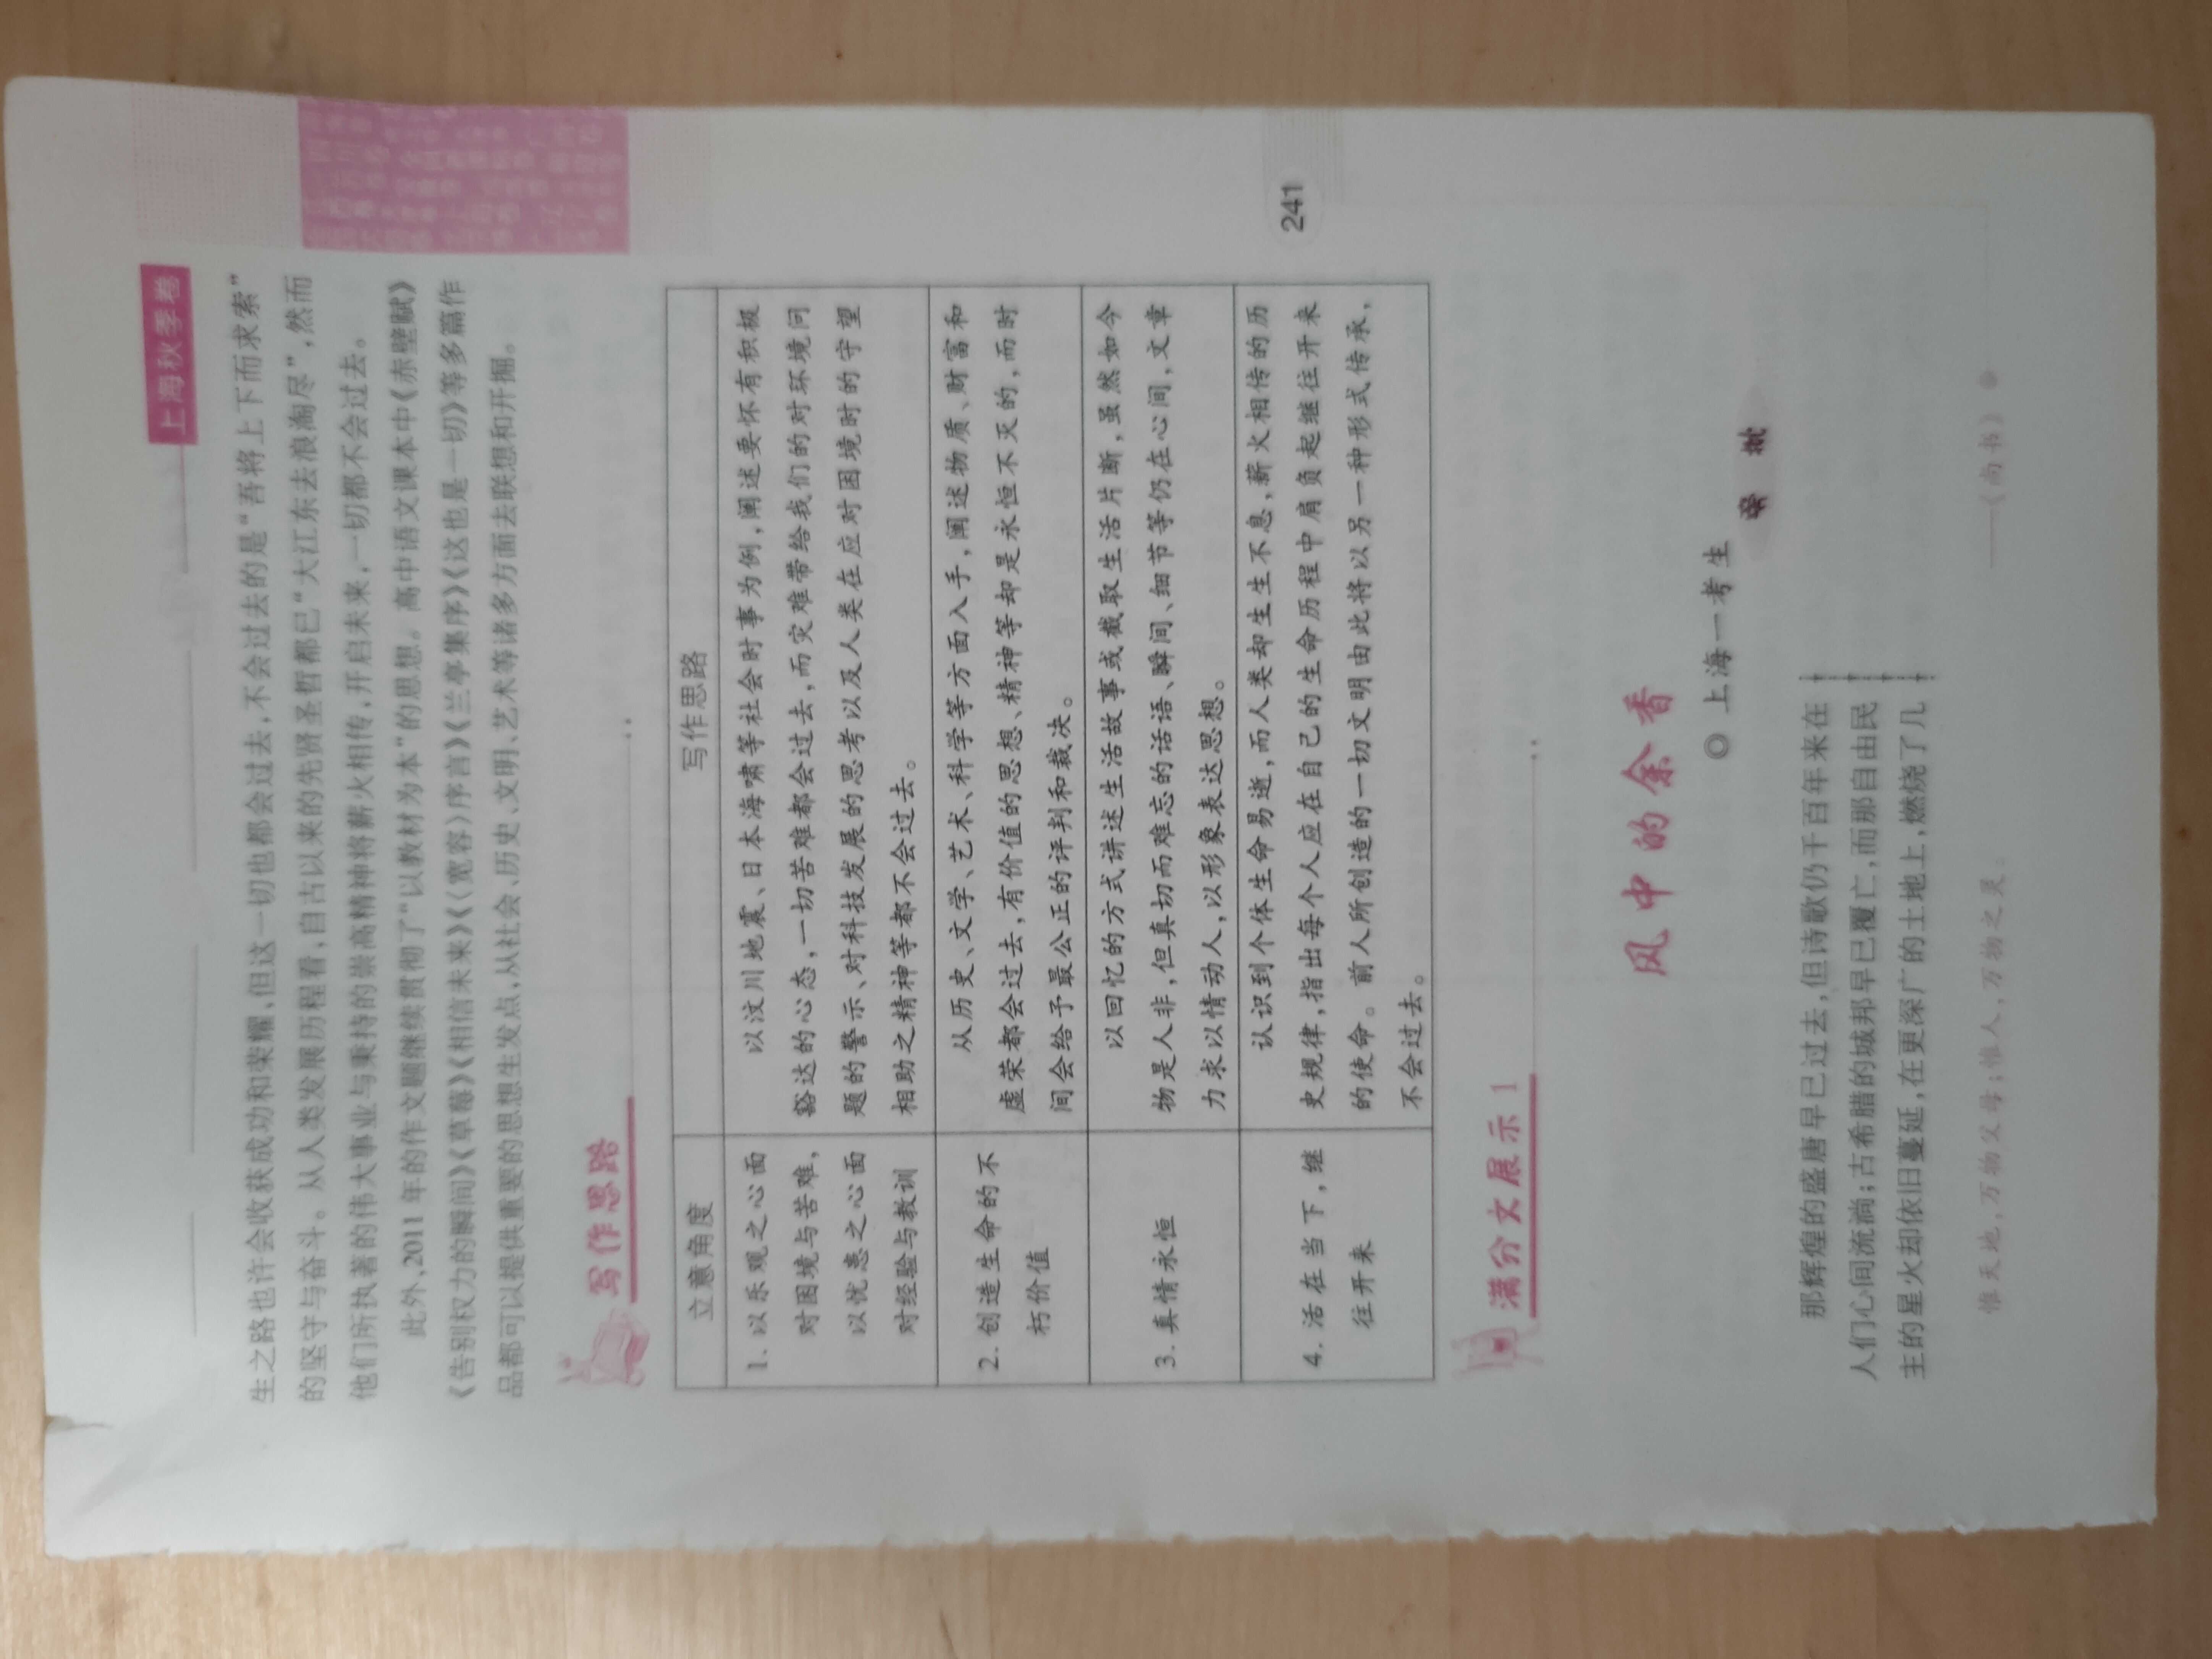 上海秋季卷
生之路也许会收获成功和荣耀,但这一切也都会过去,不会过去的是“吾将上下而求索”
的坚守与奋斗。从人类发展历程看,自古以来的先贤圣哲都已“大江东去浪淘尽”,然而
他们所执著的伟大事业与秉持的崇高精神将薪火相传,开启未来,一切都不会过去。
此外,2011 年的作文题继续贯彻了“以教材为本”的思想。高中语文课本中《赤壁赋》
《告别权力的瞬间》《草莓》《相信未来》《〈宽容〉序言》《兰亭集序》《这也是一切》等多篇作
品都可以提供重要的思想生发点,从社会、历史、文明、艺术等诸多方面去联想和开掘。
写作思路
立意角度
写作思路
1. 以乐观之心面
对困境与苦难,
以忧患之心面
对经验与教训
以汶川地震、日本海啸等社会时事为例,阐述要怀有积极
豁达的心态,一切苦难都会过去,而灾难带给我们的对环境问
题的警示、对科技发展的思考以及人类在应对困境时的守望
相助之精神等都不会过去。
2. 创造生命的不
朽价值
从历史、文学、艺术、科学等方面入手,阐述物质、财富和
虚荣都会过去,有价值的思想、精神等却是永恒不灭的,而时
间会给予最公正的评判和裁决。
3. 真情永恒
以回忆的方式讲述生活故事或截取生活片断,虽然如今
物是人非,但真切而难忘的话语、瞬间、细节等仍在心间,文章
力求以情动人,以形象表达思想。
4. 活在当下,继
往开来
认识到个体生命易逝,而人类却生生不息,薪火相传的历
史规律,指出每个人应在自己的生命历程中肩负起继往开来
的使命。前人所创造的一切文明由此将以另一种形式传承,
不会过去。
241
满分文展示 1
风中的余香
◎ 上海一考生
旁 批
那辉煌的盛唐早已过去,但诗歌仍千百年来在
人们心间流淌;古希腊的城邦早已覆亡,而那自由民
主的星火却依旧蔓延,在更深广的土地上,燃烧了几
惟天地,万物父母;惟人,万物之灵。
——《尚书》